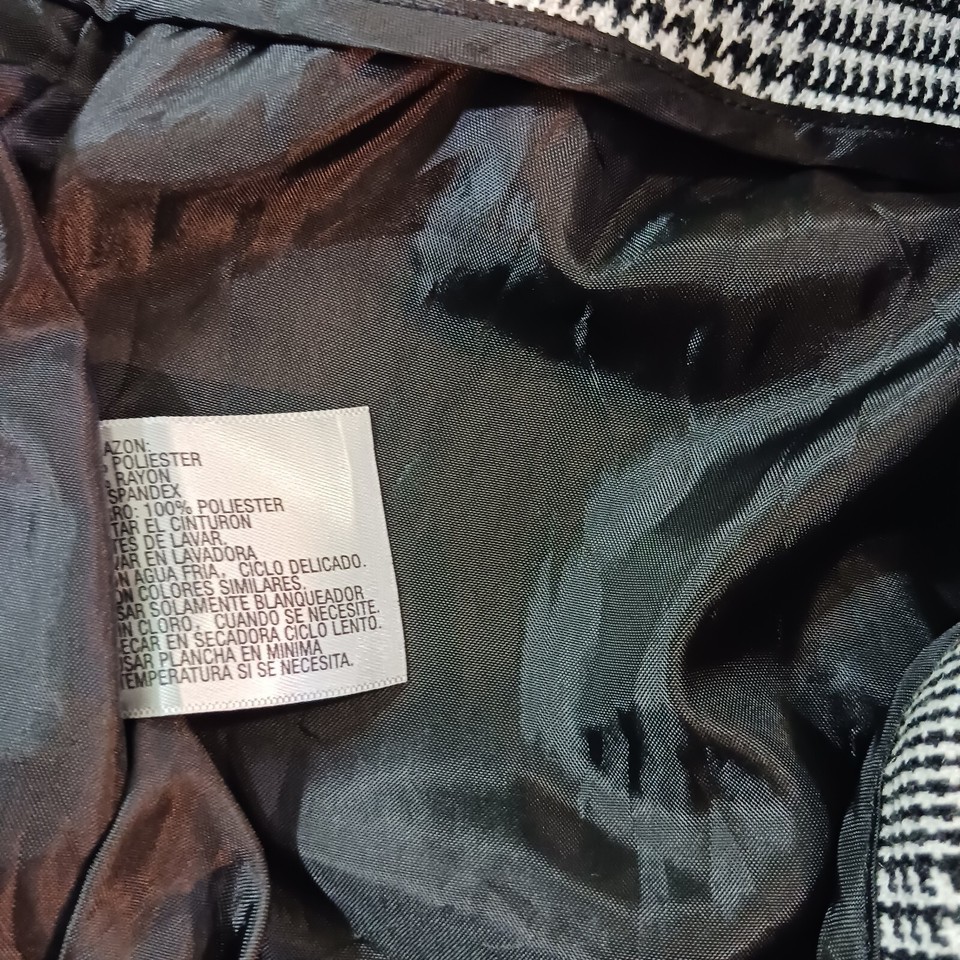 AZON:
POLIESTER
RAYON
SPANDEX
RO: 100% POLIESTER
TAR EL CINTURON
TES DE LAVAR.
VAR EN LAVADORA
ON AGUA FRIA. CICLO DELICADO.
ON COLORES SIMILARES.
SAR SOLAMENTE BLANQUEADOR
IN CLORO. CUANDO SE NECESITE.
ECAR EN SECADORA CICLO LENTO.
USAR PLANCHA EN MINIMA
TEMPERATURA SI SE NECESITA.